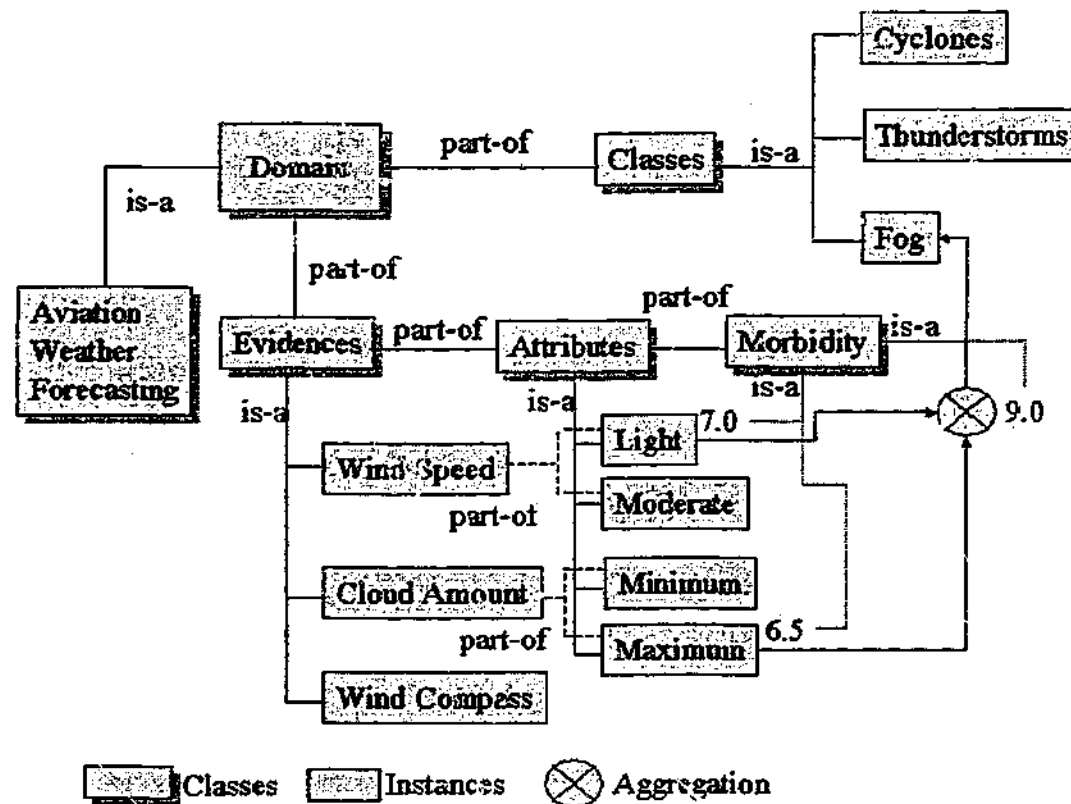 Cyclones
Thunderstorms
Fog
Domain
part-of
Classes
is-a
is-a
part-of
Aviation
Weather
Forecasting
Evidences
part-of
Attributes
part-of
Morbidity
is-a
is-a
is-a
is-a
Wind Speed
part-of
Light
7.0
9.0
Moderate
Cloud Amount
part-of
Minimum
Maximum
6.5
Wind Compass
Classes
Instances
Aggregation